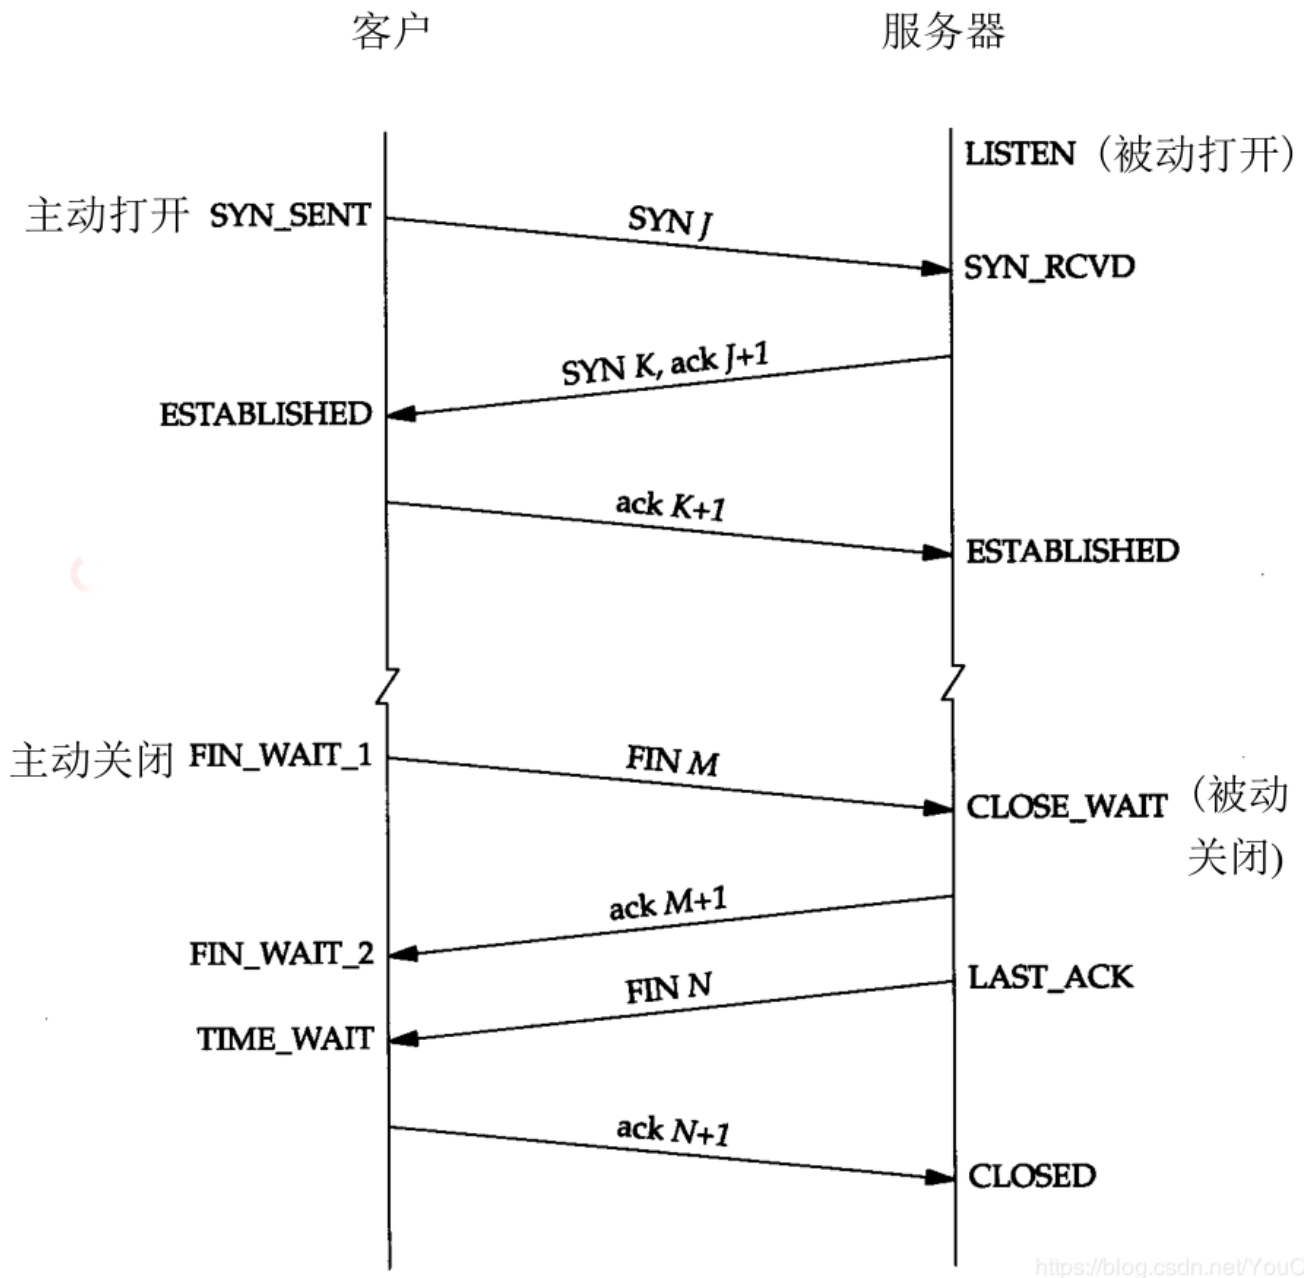 客户
服务器
LISTEN (被动打开)
主动打开 SYN_SENT
SYN J
SYN_RCVD
SYN K, ack J+1
ESTABLISHED
ack K+1
ESTABLISHED
主动关闭 FIN_WAIT_1
FIN M
CLOSE_WAIT (被动
关闭)
ack M+1
FIN_WAIT_2
FIN N
LAST_ACK
TIME_WAIT
ack N+1
CLOSED
https://blog.csdn.net/YouC